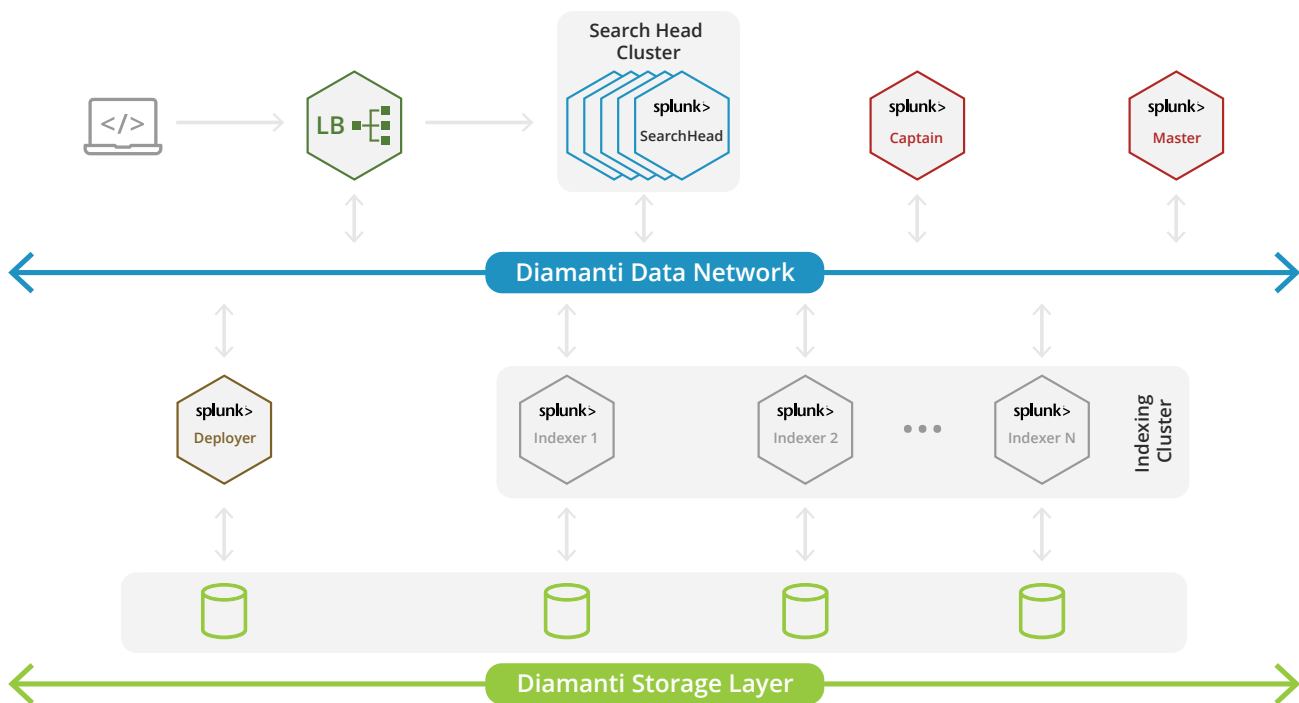 Search Head
Cluster
</>
LB
splunk>
SearchHead
splunk>
Captain
splunk>
Master
Diamanti Data Network
splunk>
Deployer
splunk>
Indexer 1
splunk>
Indexer 2
•••
splunk>
Indexer N
Indexing
Cluster
Diamanti Storage Layer